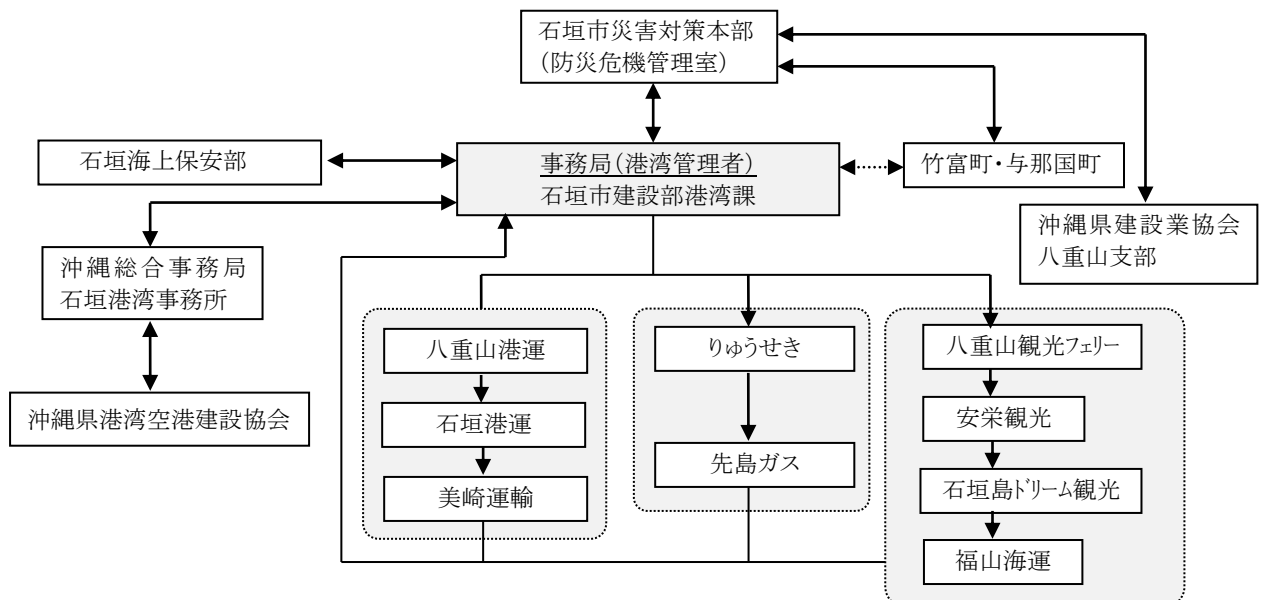 石垣市災害対策本部
(防災危機管理室)
石垣海上保安部
事務局(港湾管理者)
石垣市建設部港湾課
竹富町・与那国町
沖縄県建設業協会
八重山支部
沖縄総合事務局
石垣港湾事務所
沖縄県港湾空港建設協会
八重山港運
石垣港運
美崎運輸
りゅうせき
先島ガス
八重山観光フェリー
安栄観光
石垣島ドリーム観光
福山海運